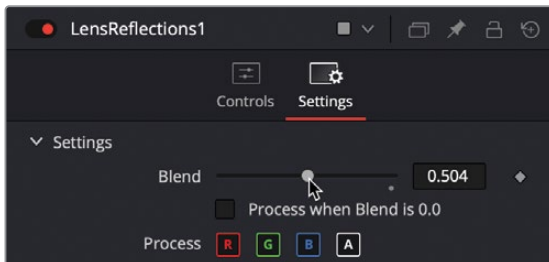 LensReflections1
Controls Settings
Settings
Blend 0.504
Process when Blend is 0.0
Process R G B A